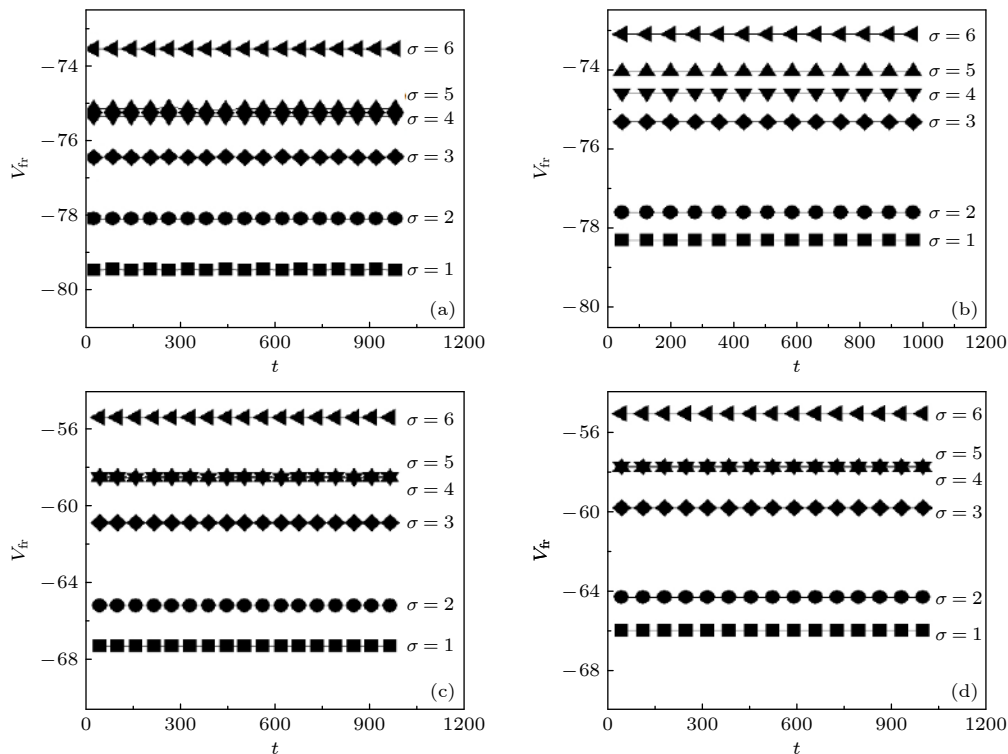 σ = 6
−74
σ = 5
σ = 4
−76
σ = 3
σ = 2
−78
σ = 1
−80
(a)
0 300 600 900 1200
t
V_fr
σ = 6
−74
σ = 5
σ = 4
σ = 3
−76
σ = 2
−78
σ = 1
−80
(b)
0 200 400 600 800 1000 1200
t
V_fr
σ = 6
−56
σ = 5
σ = 4
−60
σ = 3
−64
σ = 2
σ = 1
−68
(c)
0 300 600 900 1200
t
V_fr
σ = 6
−56
σ = 5
σ = 4
−60
σ = 3
−64
σ = 2
σ = 1
−68
(d)
0 300 600 900 1200
t
V_fr